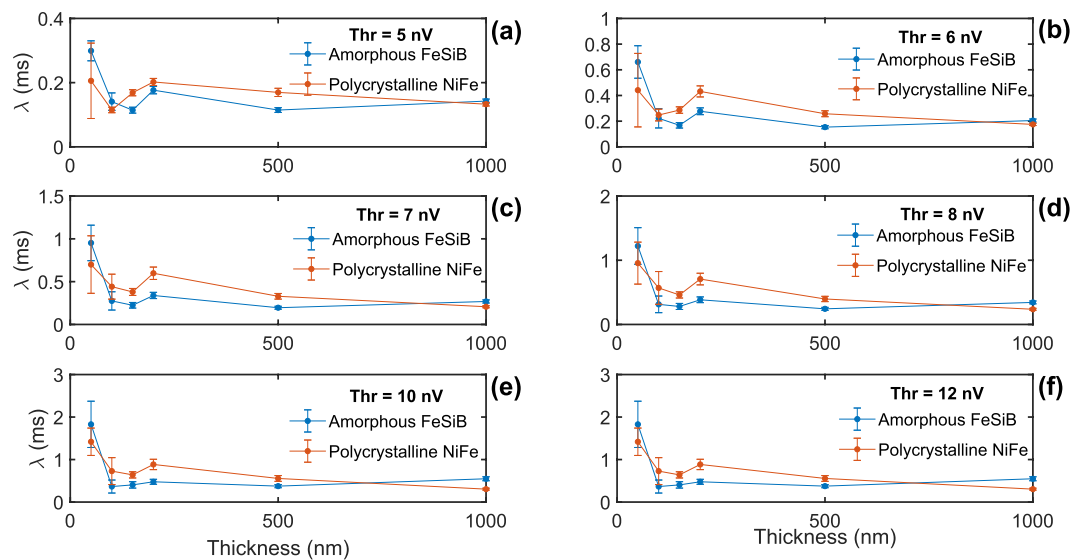 (a)
Thr = 5 nV
Amorphous FeSiB
Polycrystalline NiFe
λ (ms)
0.4
0.2
0
0
500
1000
(b)
Thr = 6 nV
Amorphous FeSiB
Polycrystalline NiFe
1
0.8
0.6
0.4
0.2
0
0
500
1000
(c)
Thr = 7 nV
Amorphous FeSiB
Polycrystalline NiFe
λ (ms)
1.5
1
0.5
0
0
500
1000
(d)
Thr = 8 nV
Amorphous FeSiB
Polycrystalline NiFe
2
1
0
0
500
1000
(e)
Thr = 10 nV
Amorphous FeSiB
Polycrystalline NiFe
λ (ms)
3
2
1
0
0
500
1000
Thickness (nm)
(f)
Thr = 12 nV
Amorphous FeSiB
Polycrystalline NiFe
3
2
1
0
0
500
1000
Thickness (nm)